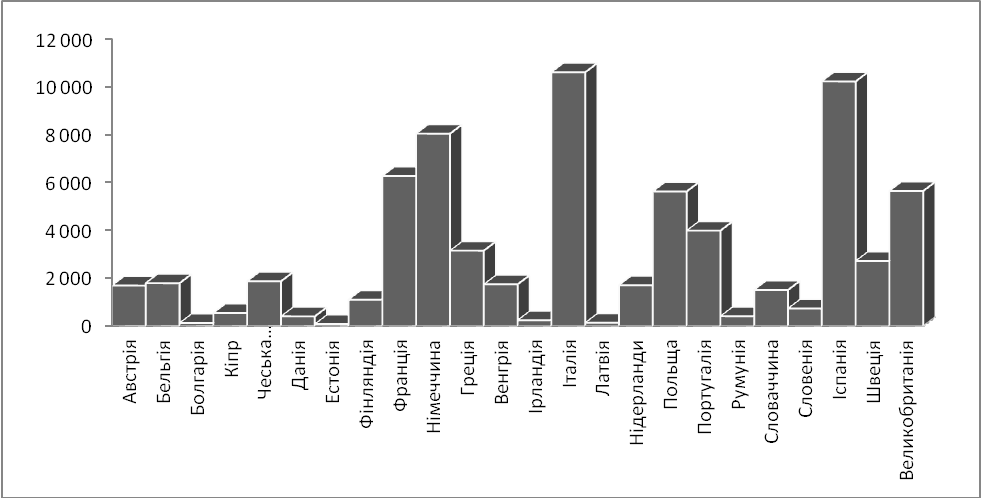 12 000
10 000
8 000
6 000
4 000
2 000
0
Австрія
Бельгія
Болгарія
Кіпр
Чеська...
Данія
Естонія
Фінляндія
Франція
Німеччина
Греція
Венгрія
Ірландія
Італія
Латвія
Нідерланди
Польща
Португалія
Румунія
Словаччина
Словенія
Іспанія
Швеція
Великобританія